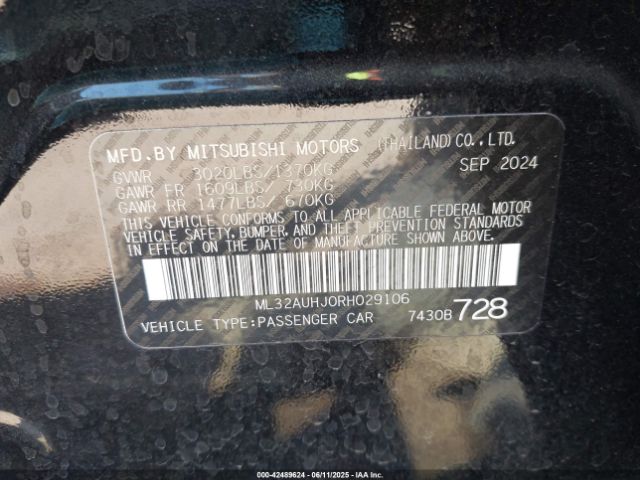 MFD.BY MITSUBISHI MOTORS (THAILAND) CO., LTD.
GVWR 3020LBS/1370KG SEP 2024
GAWR FR 1609LBS/ 730KG
GAWR RR 1477LBS/ 670KG
THIS VEHICLE CONFORMS TO ALL APPLICABLE FEDERAL MOTOR
VEHICLE SAFETY, BUMPER, AND THEFT PREVENTION STANDARDS
IN EFFECT ON THE DATE OF MANUFACTURE SHOWN ABOVE.
ML32AUHJ0RH029106
VEHICLE TYPE:PASSENGER CAR 7430B 728
00-42489624 - 06/11/2025 - IAA Inc.